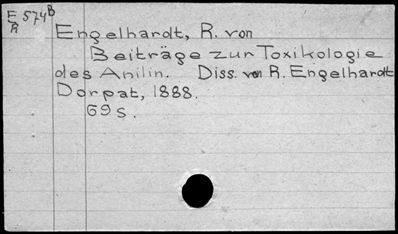 E 574B
R
Engelhardt, R. von
Beiträge zur Toxikologie
des Anilin. Diss. von R. Engelhardt
Dorpat, 1888.
69 s.